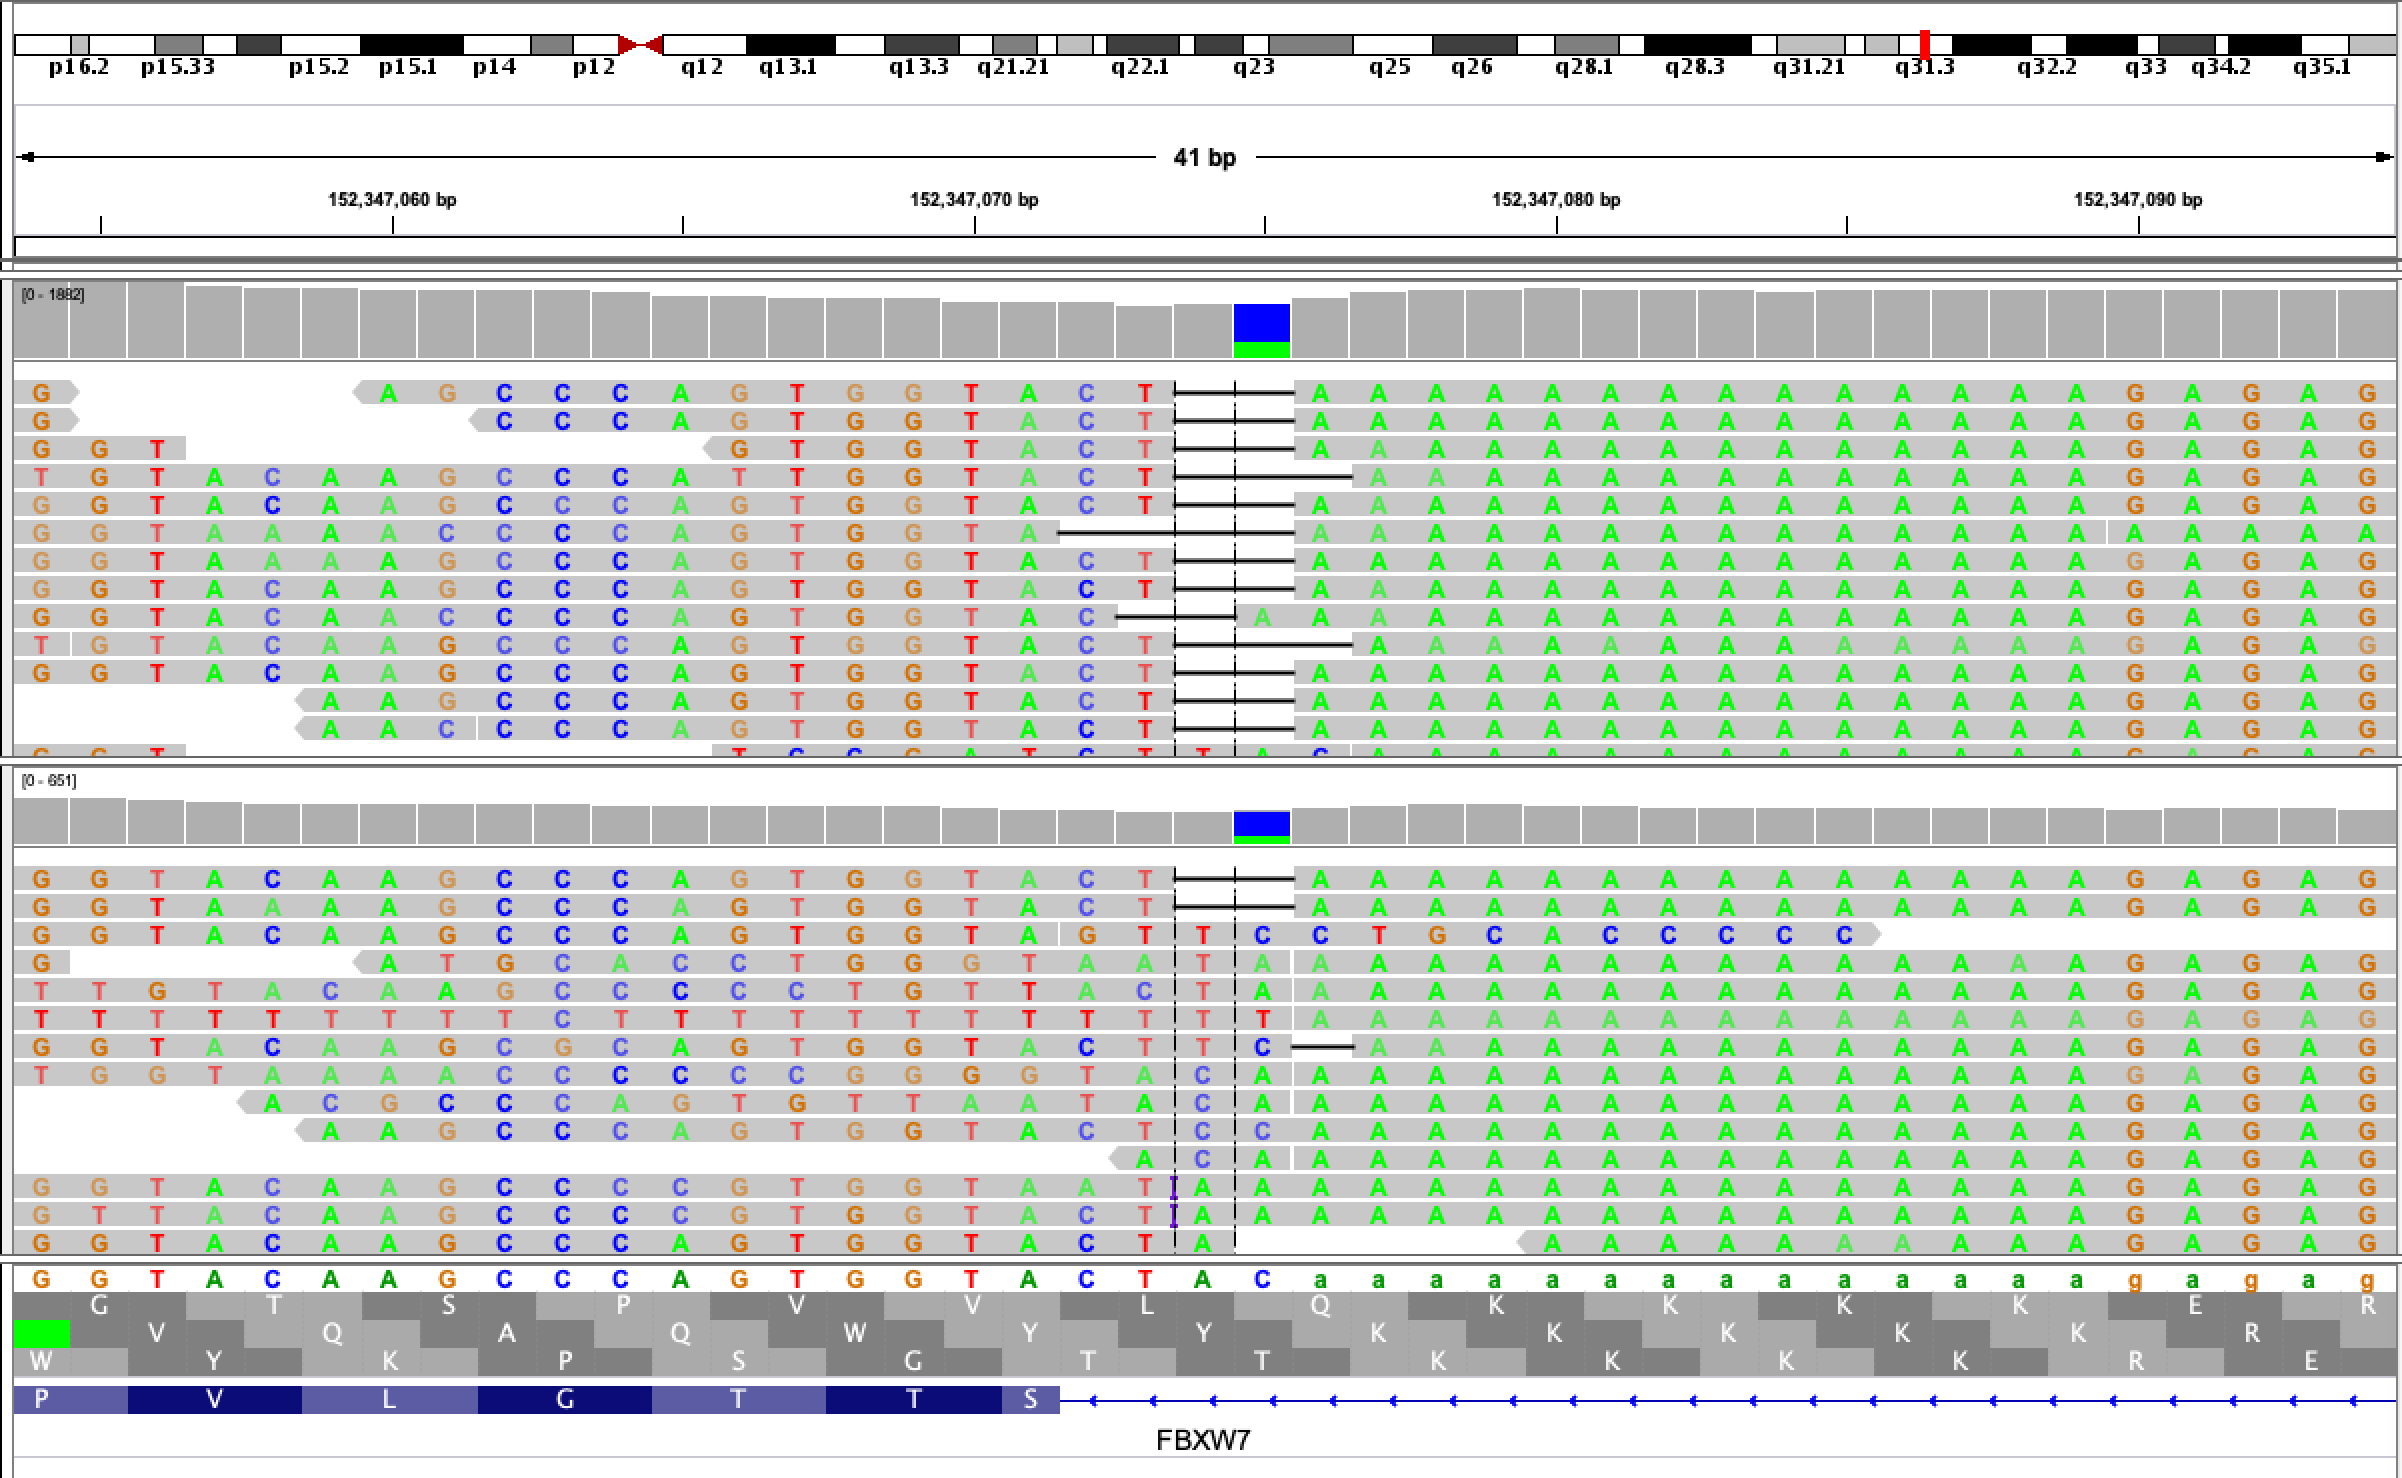 p16.2 p15.33 p15.2 p15.1 p14 p12 q12 q13.1 q13.3 q21.21 q22.1 q23 q25 q26 q28.1 q28.3 q31.21 q31.3 q32.2 q33 q34.2 q35.1
41 bp
152,347,060 bp 152,347,070 bp 152,347,080 bp 152,347,090 bp
[0 - 1882]
G A G C C C A G T G G T A C T A A A A A A A A A A A A A A G A G A G
G C C C A G T G G T A C T A A A A A A A A A A A A A A G A G A G
G G T G T G G T A C T A A A A A A A A A A A A A A G A G A G
T G T A C A A G C C C A T T G G T A C T A A A A A A A A A A A A A G A G A G
G G T A C A A G C C C A G T G G T A C T A A A A A A A A A A A A A A G A G A G
G G T A A A A C C C C A G T G G T A A A A A A A A A A A A A A A A A A A
G G T A A A A G C C C A G T G G T A C T A A A A A A A A A A A A A A G A G A G
G G T A C A A G C C C A G T G G T A C T A A A A A A A A A A A A A A G A G A G
G G T A C A A C C C C A G T G G T A C A A A A A A A A A A A A A A A G A G A G
T G T A C A A G C C C A G T G G T A C T A A A A A A A A A A A A A G A G A G
G G T A C A A G C C C A G T G G T A C T A A A A A A A A A A A A A A G A G A G
A A G C C C A G T G G T A C T A A A A A A A A A A A A A A G A G A G
A A C C C C A G T G G T A C T A A A A A A A A A A A A A A G A G A G
[0 - 651]
G G T A C A A G C C C A G T G G T A C T A A A A A A A A A A A A A A G A G A G
G G T A A A A G C C C A G T G G T A C T A A A A A A A A A A A A A A G A G A G
G G T A C A A G C C C A G T G G T A G T T C C T G C A C C C C C
G A T G C A C C T G G G T A A T A A A A A A A A A A A A A A A G A G A G
T T G T A C A A G C C C C C T G T T A C T A A A A A A A A A A A A A A A G A G A G
T T T T T T T T T C T T T T T T T T T T T T A A A A A A A A A A A A A A G A G A G
G G T A C A A G C G C A G T G G T A C T T C A A A A A A A A A A A A A G A G A G
T G G T A A A A C C C C C C G G G G T A C A A A A A A A A A A A A A A A G A G A G
A C G C C C A G T G T T A A T A C A A A A A A A A A A A A A A A G A G A G
A A G C C C A G T G G T A C T C C A A A A A A A A A A A A A A G A G A G
A C A A A A A A A A A A A A A A A G A G A G
G G T A C A A G C C C C G T G G T A A T A A A A A A A A A A A A A A A A G A G A G
G T T A C A A G C C C C G T G G T A C T A A A A A A A A A A A A A A A A G A G A G
G G T A C A A G C C C A G T G G T A C T A A A A A A A A A A A G A G A G
G G T A C A A G C C C A G T G G T A C T A C a a a a a a a a a a a a a a g a g a g
G T S P V V L Q K K K K E R
V Q A Q W Y Y K K K K K R
W Y K P S G T T K K K K R E
P V L G T T S
FBXW7